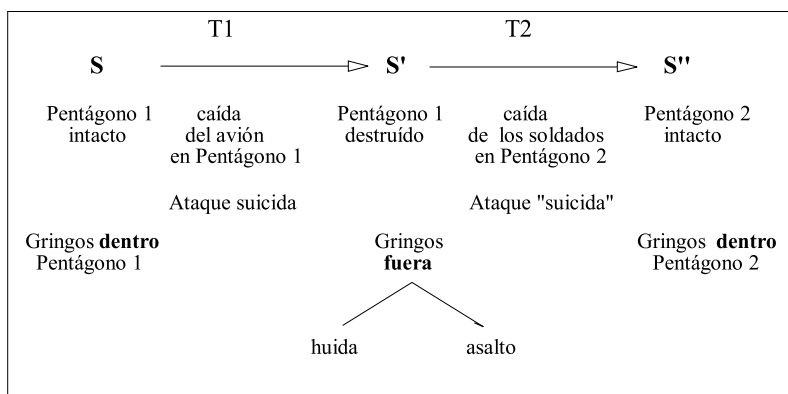 T1 T2
S S' S''
Pentágono 1 caída Pentágono 1 caída Pentágono 2
intacto del avión destruído de los soldados intacto
en Pentágono 1 en Pentágono 2
Ataque suicida Ataque "suicida"
Gringos dentro Gringos Gringos dentro
Pentágono 1 fuera Pentágono 2
huida asalto